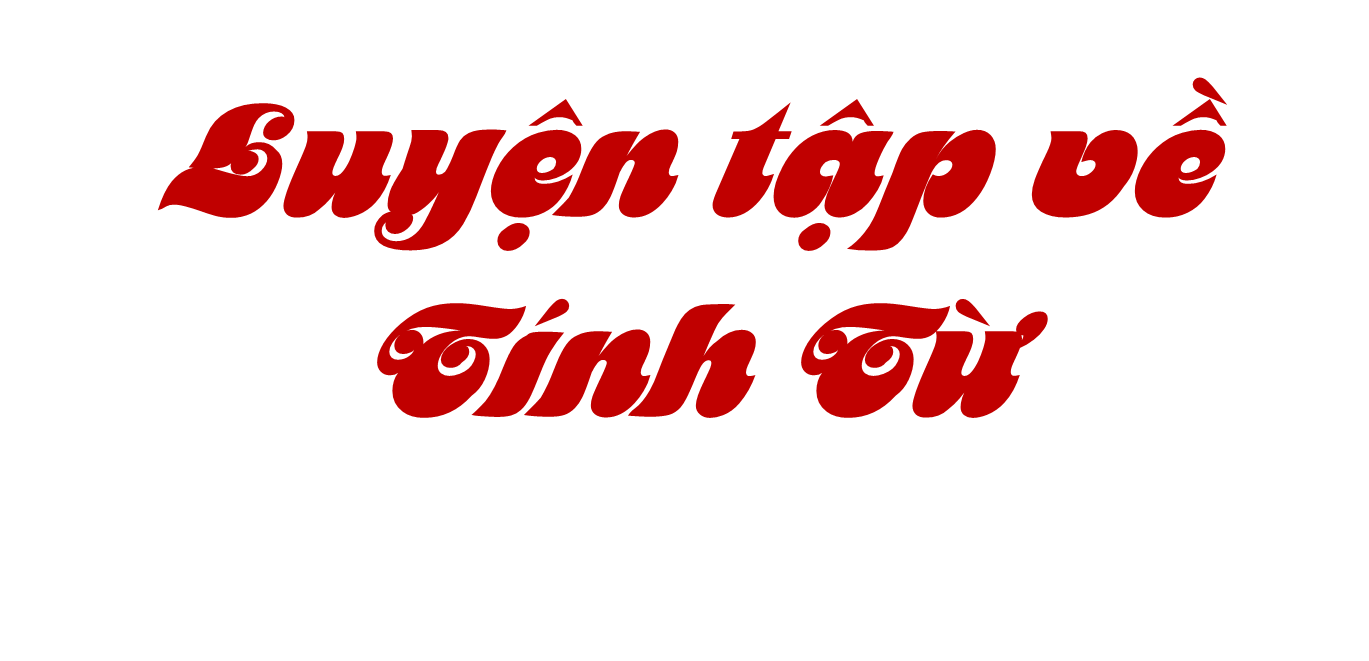 Luyện tập về
Tính Từ